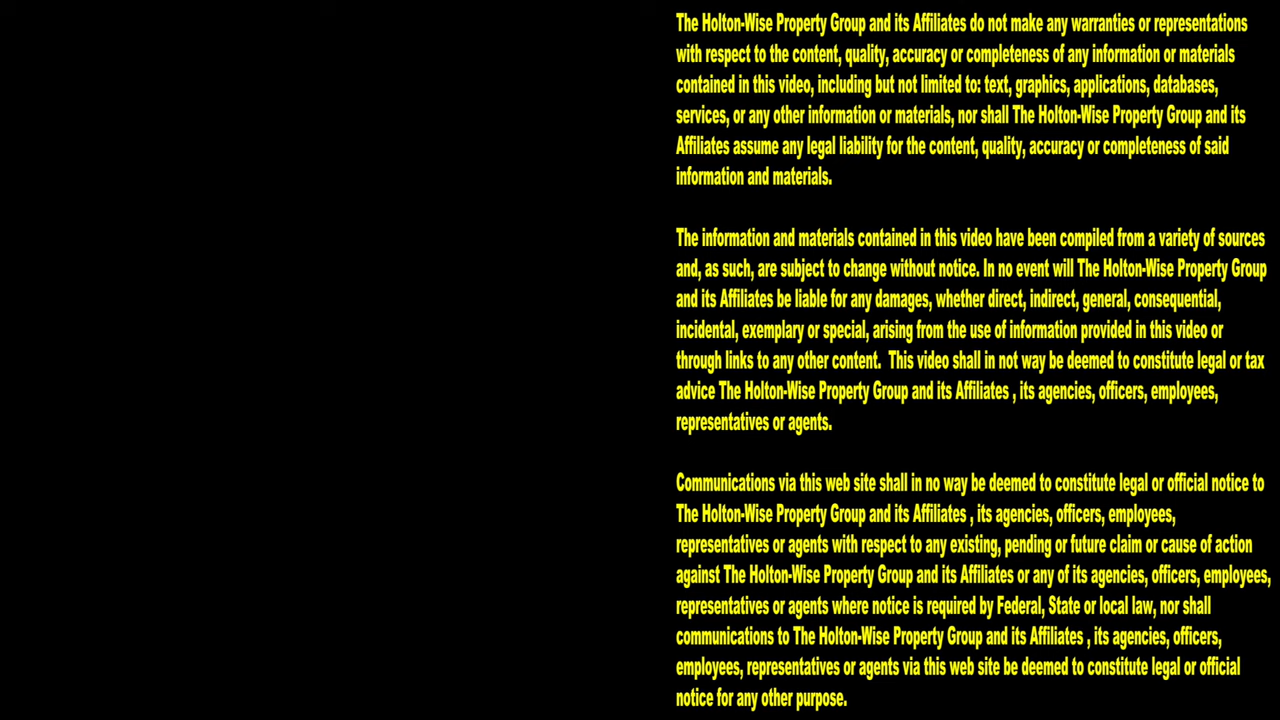 The Holton-Wise Property Group and its Affiliates do not make any warranties or representations
with respect to the content, quality, accuracy or completeness of any information or materials
contained in this video, including but not limited to: text, graphics, applications, databases,
services, or any other information or materials, nor shall The Holton-Wise Property Group and its
Affiliates assume any legal liability for the content, quality, accuracy or completeness of said
information and materials.
The information and materials contained in this video have been compiled from a variety of sources
and, as such, are subject to change without notice. In no event will The Holton-Wise Property Group
and its Affiliates be liable for any damages, whether direct, indirect, general, consequential,
incidental, exemplary or special, arising from the use of information provided in this video or
through links to any other content.  This video shall in not way be deemed to constitute legal or tax
advice The Holton-Wise Property Group and its Affiliates , its agencies, officers, employees,
representatives or agents.
Communications via this web site shall in no way be deemed to constitute legal or official notice to
The Holton-Wise Property Group and its Affiliates , its agencies, officers, employees,
representatives or agents with respect to any existing, pending or future claim or cause of action
against The Holton-Wise Property Group and its Affiliates or any of its agencies, officers, employees,
representatives or agents where notice is required by Federal, State or local law, nor shall
communications to The Holton-Wise Property Group and its Affiliates , its agencies, officers,
employees, representatives or agents via this web site be deemed to constitute legal or official
notice for any other purpose.